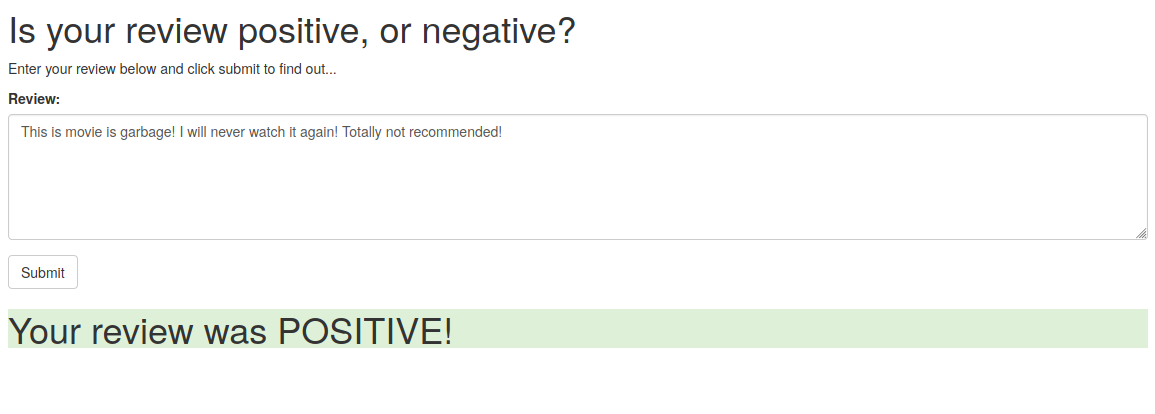 Is your review positive, or negative?
Enter your review below and click submit to find out...
Review:
This is movie is garbage! I will never watch it again! Totally not recommended!
Submit
Your review was POSITIVE!